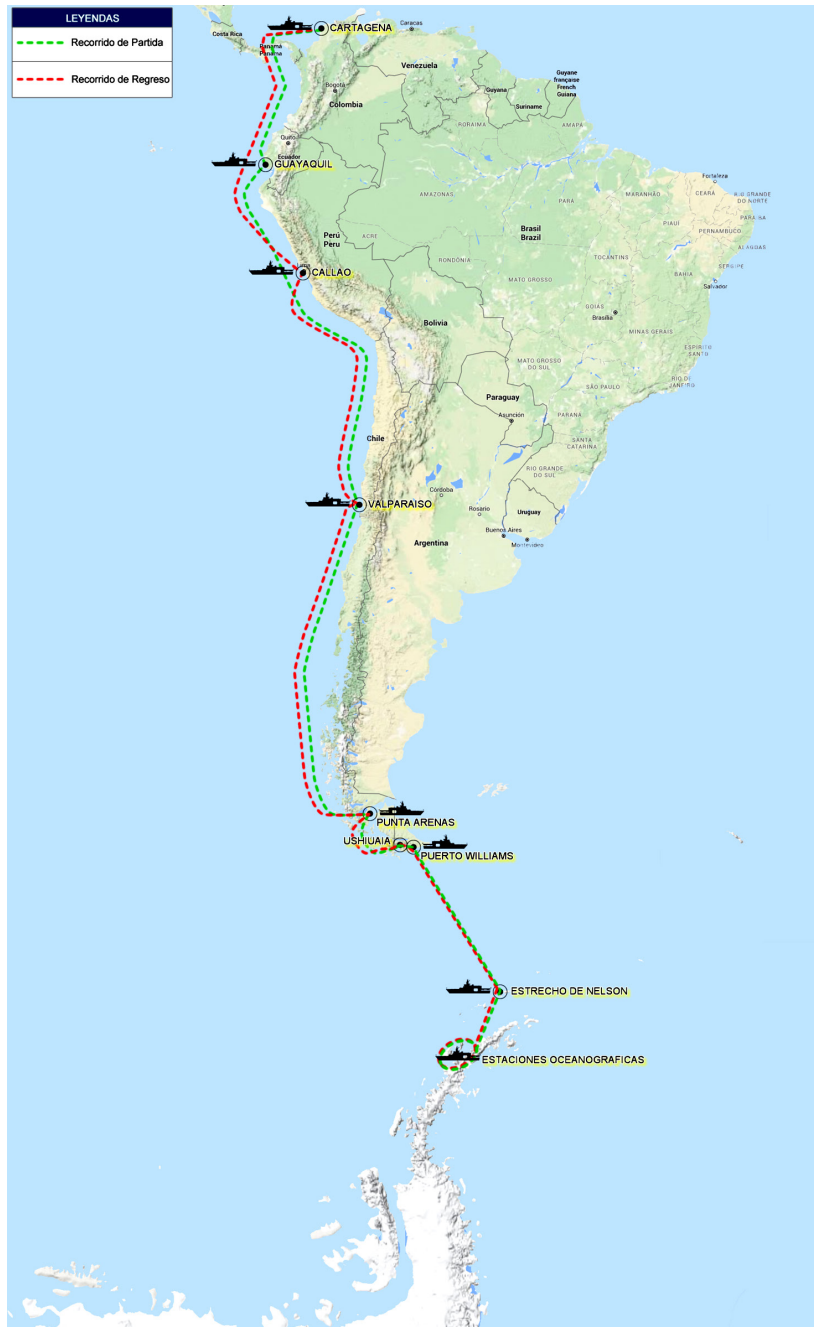 LEYENDAS
Recorrido de Partida
Recorrido de Regreso
CARTAGENA
Caracas
Costa Rica
Panamá
Panama
Venezuela
Guyana
Guyane
française
French
Guiana
Suriname
Bogotá
Colombia
RORAIMA
AMAPÁ
Quito
Ecuador
GUAYAQUIL
Fortaleza
AMAZONAS
PARÁ
MARANHÃO
CEARÁ
RIO GRANDE
DO NORTE
PARAÍBA
PIAUÍ
PERNAMBUCO
ALAGOAS
SERGIPE
Perú
Peru
ACRE
Brasil
Brazil
RONDÔNIA
TOCANTINS
MATO GROSSO
BAHIA
Salvador
Lima
CALLAO
GOIÁS
Brasília
Bolivia
MINAS GERAIS
ESPÍRITO
SANTO
MATO GROSSO
DO SUL
SÃO PAULO
RIO DE
JANEIRO
Paraguay
Asunción
PARANÁ
Chile
SANTA
CATARINA
RIO GRANDE
DO SUL
Córdoba
VALPARAISO
Rosario
Uruguay
Buenos Aires
Montevideo
Argentina
PUNTA ARENAS
USHIUAIA
PUERTO WILLIAMS
ESTRECHO DE NELSON
ESTACIONES OCEANOGRAFICAS